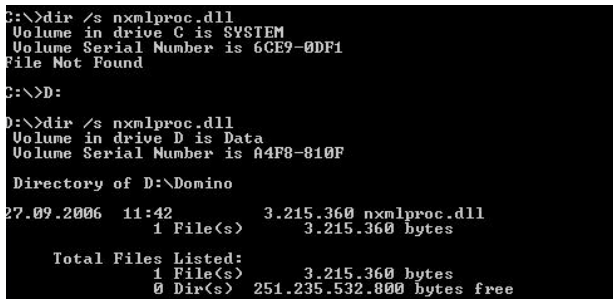 C:\>dir /s nxmlproc.dll
Volume in drive C is SYSTEM
Volume Serial Number is 6CE9-0DF1
File Not Found
C:\>D:
D:\>dir /s nxmlproc.dll
Volume in drive D is Data
Volume Serial Number is A4F8-810F
Directory of D:\Domino
27.09.2006 11:42 3.215.360 nxmlproc.dll
1 File(s) 3.215.360 bytes
Total Files Listed:
1 File(s) 3.215.360 bytes
0 Dir(s) 251.235.532.800 bytes free